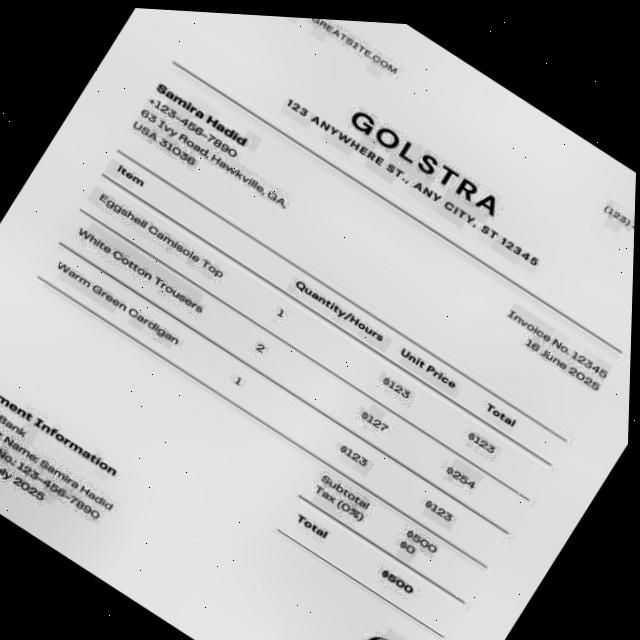 GREATSITE.COM
(123)
GOLSTRA
123 ANYWHERE ST., ANY CITY, ST 12345
Samira Hadid
+123-456-7890
63 Ivy Road Hawkville, GA,
USA 31036
Invoice No. 12345
16 June 2025
Item Quantity/Hours Unit Price Total
Eggshell Camisole Top 1 $123 $123
White Cotton Trousers 2 $127 $254
Warm Green Cardigan 1 $123 $123
Subtotal $500
Tax (0%) $0
Total $500
ment Information
Bank
Name: Samira Hadid
No.: 123-456-7890
2025